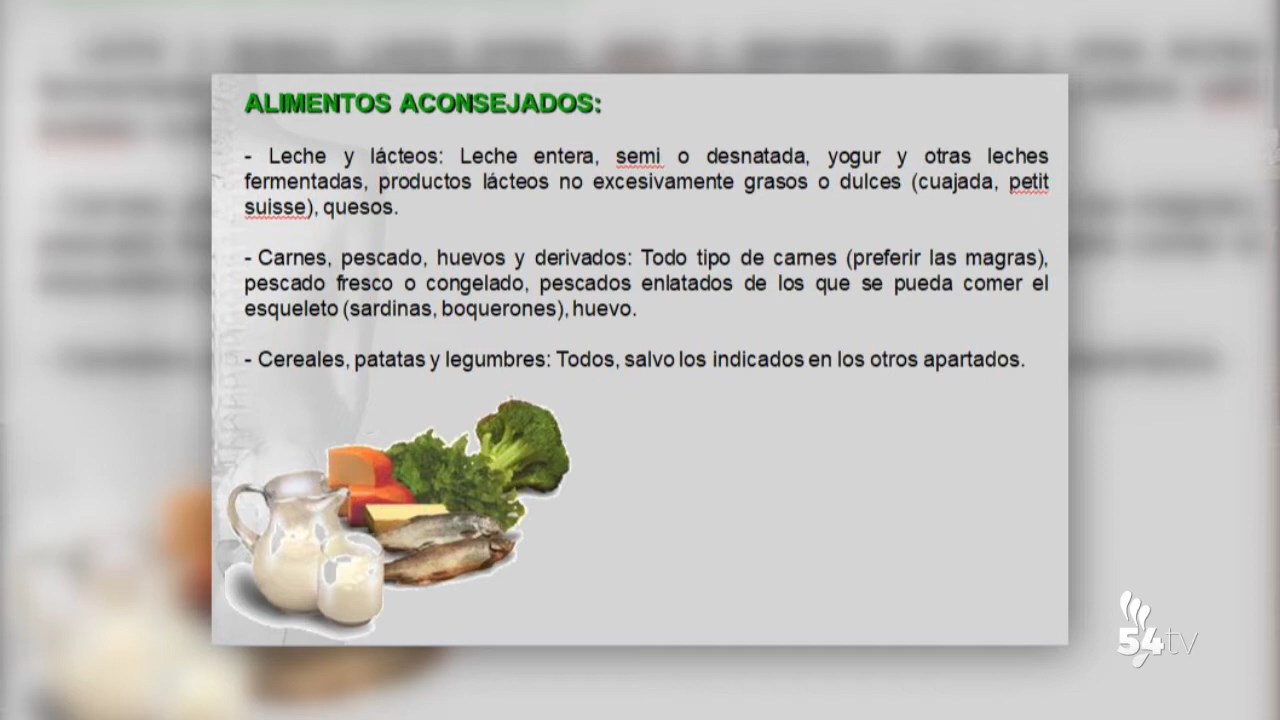 ALIMENTOS ACONSEJADOS:
- Leche y lácteos: Leche entera, semi o desnatada, yogur y otras leches
fermentadas, productos lácteos no excesivamente grasos o dulces (cuajada, petit
suisse), quesos.
- Carnes, pescado, huevos y derivados: Todo tipo de carnes (preferir las magras),
pescado fresco o congelado, pescados enlatados de los que se pueda comer el
esqueleto (sardinas, boquerones), huevo.
- Cereales, patatas y legumbres: Todos, salvo los indicados en los otros apartados.
54tv